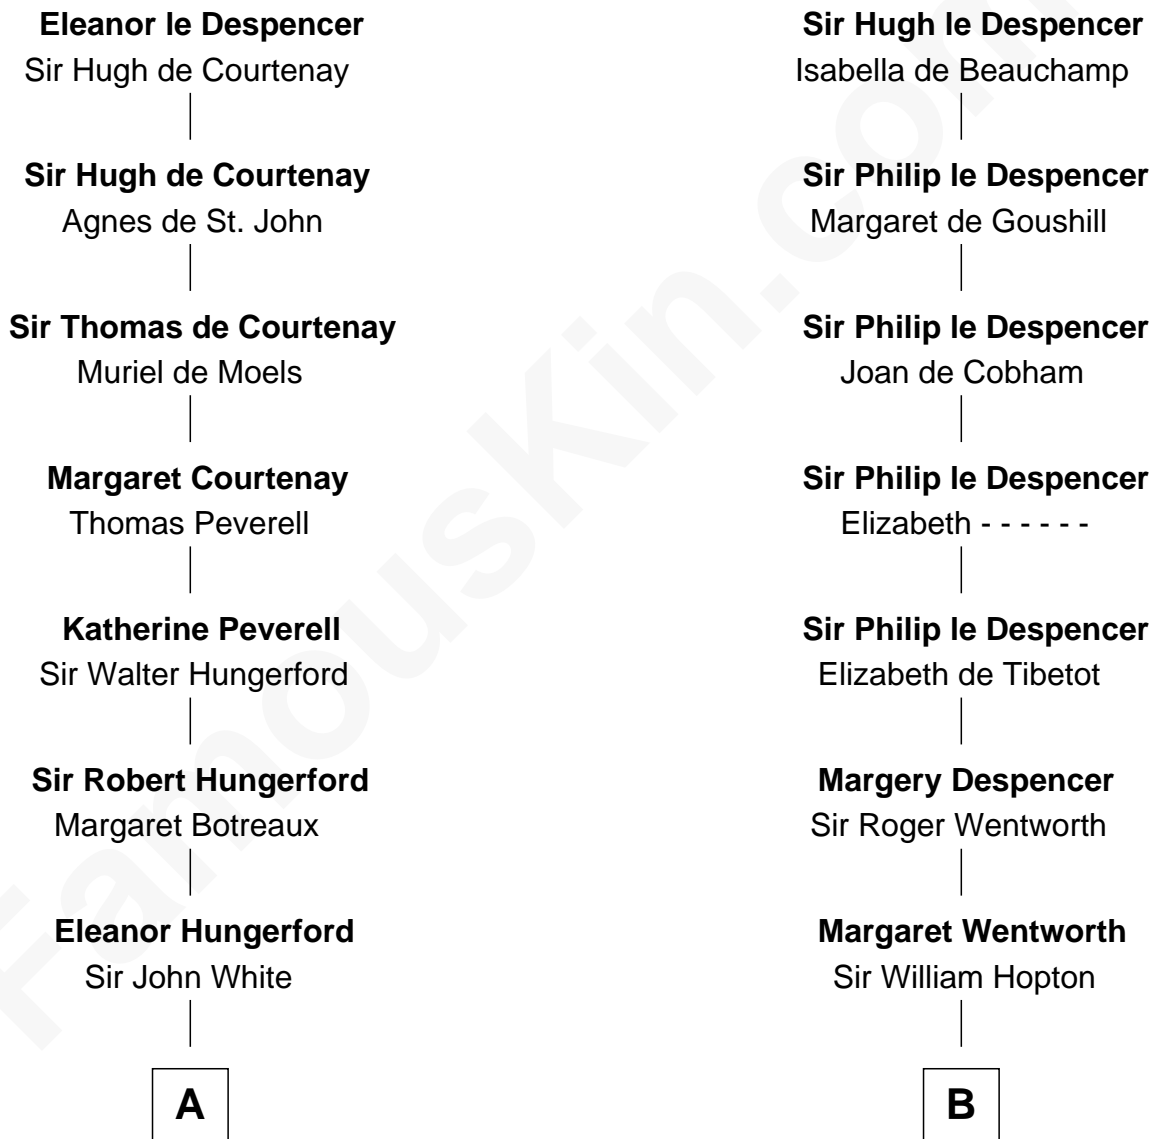 Eleanor le Despencer
Sir Hugh de Courtenay
Sir Hugh de Courtenay
Agnes de St. John
Sir Thomas de Courtenay
Muriel de Moels
Margaret Courtenay
Thomas Peverell
Katherine Peverell
Sir Walter Hungerford
Sir Robert Hungerford
Margaret Botreaux
Eleanor Hungerford
Sir John White
A
Sir Hugh le Despencer
Isabella de Beauchamp
Sir Philip le Despencer
Margaret de Goushill
Sir Philip le Despencer
Joan de Cobham
Sir Philip le Despencer
Elizabeth - - - - - -
Sir Philip le Despencer
Elizabeth de Tibetot
Margery Despencer
Sir Roger Wentworth
Margaret Wentworth
Sir William Hopton
B
FamousKin.com